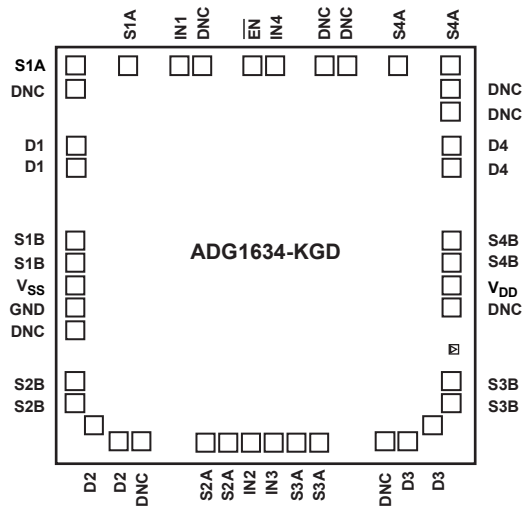 S1A
IN1
DNC
EN
IN4
DNC
DNC
S4A
S4A
S1A
DNC
DNC
DNC
D1
D4
D1
D4
ADG1634-KGD
S1B
S4B
S1B
S4B
VSS
VDD
GND
DNC
DNC
S2B
S3B
S2B
S3B
D2
D2
DNC
S2A
S2A
IN2
IN3
S3A
S3A
DNC
D3
D3